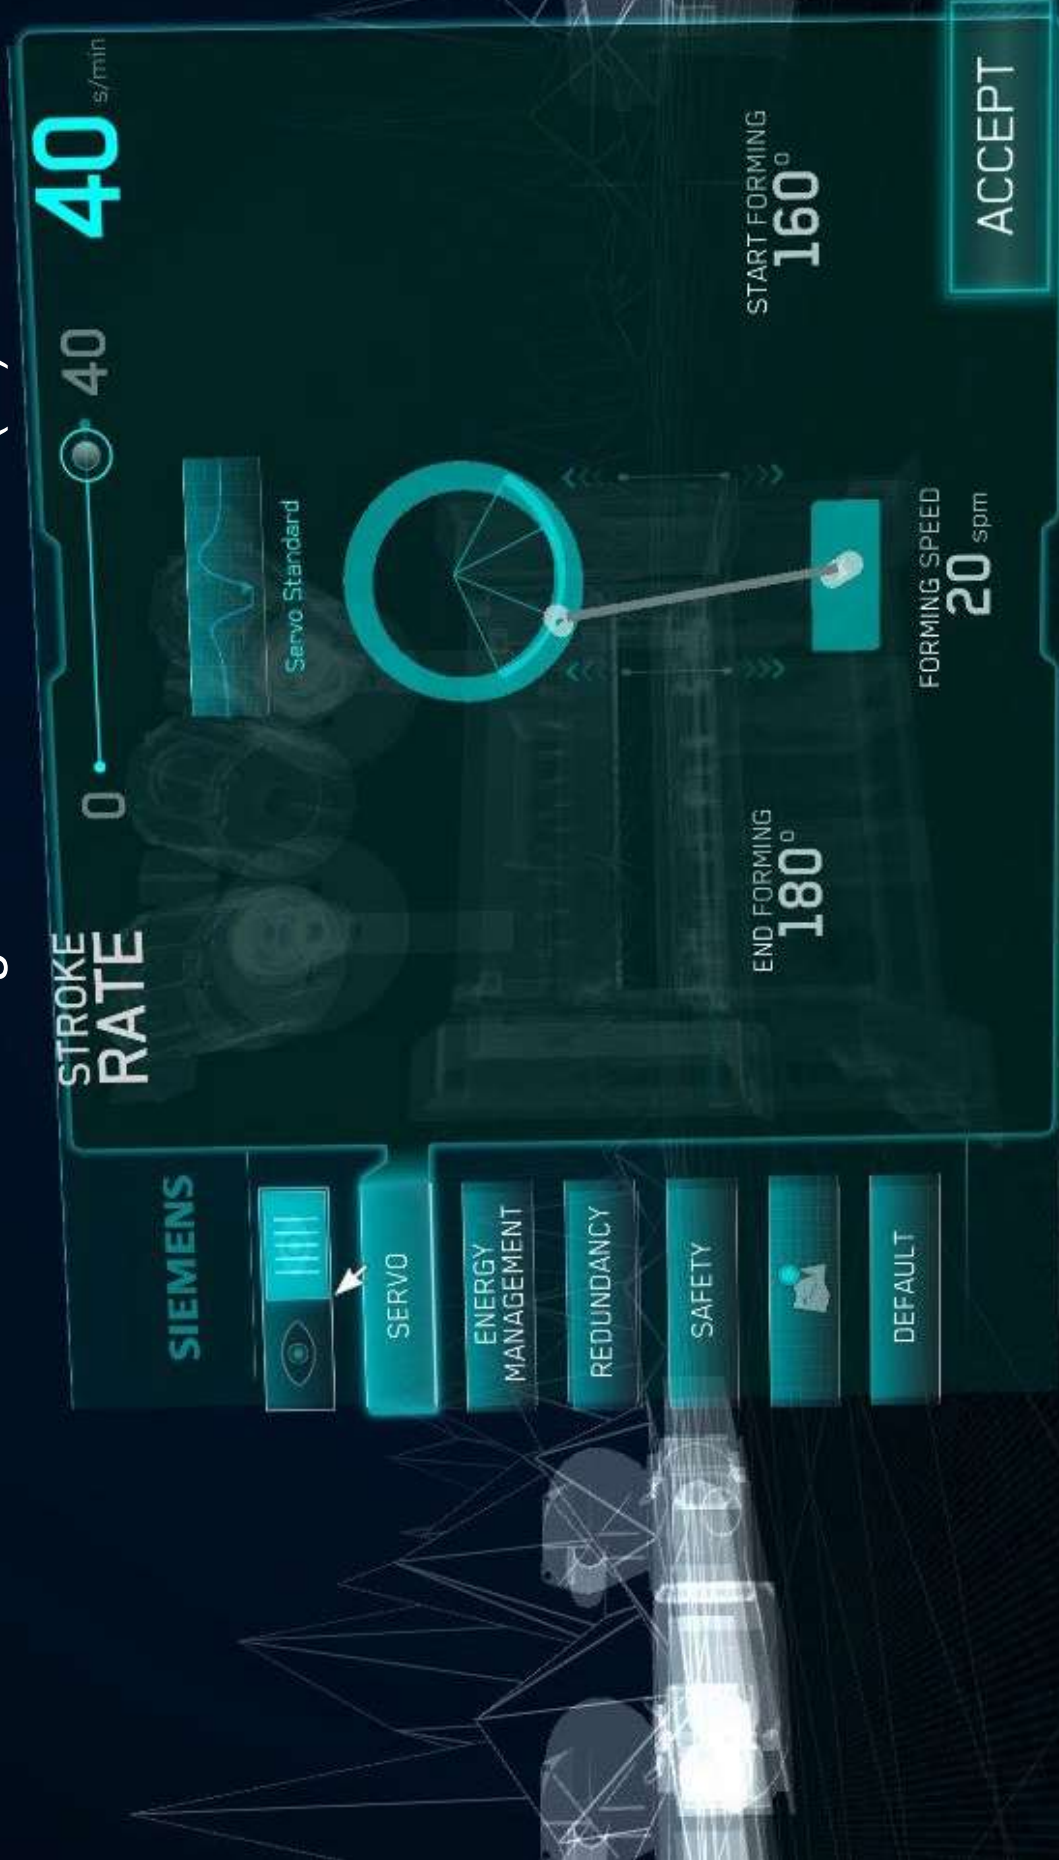 SIEMENS
SERVO
ENERGY
MANAGEMENT
REDUNDANCY
SAFETY
DEFAULT
STROKE
RATE
0
40
40 s/min
Servo Standard
END FORMING
180°
START FORMING
160°
FORMING SPEED
20 spm
ACCEPT